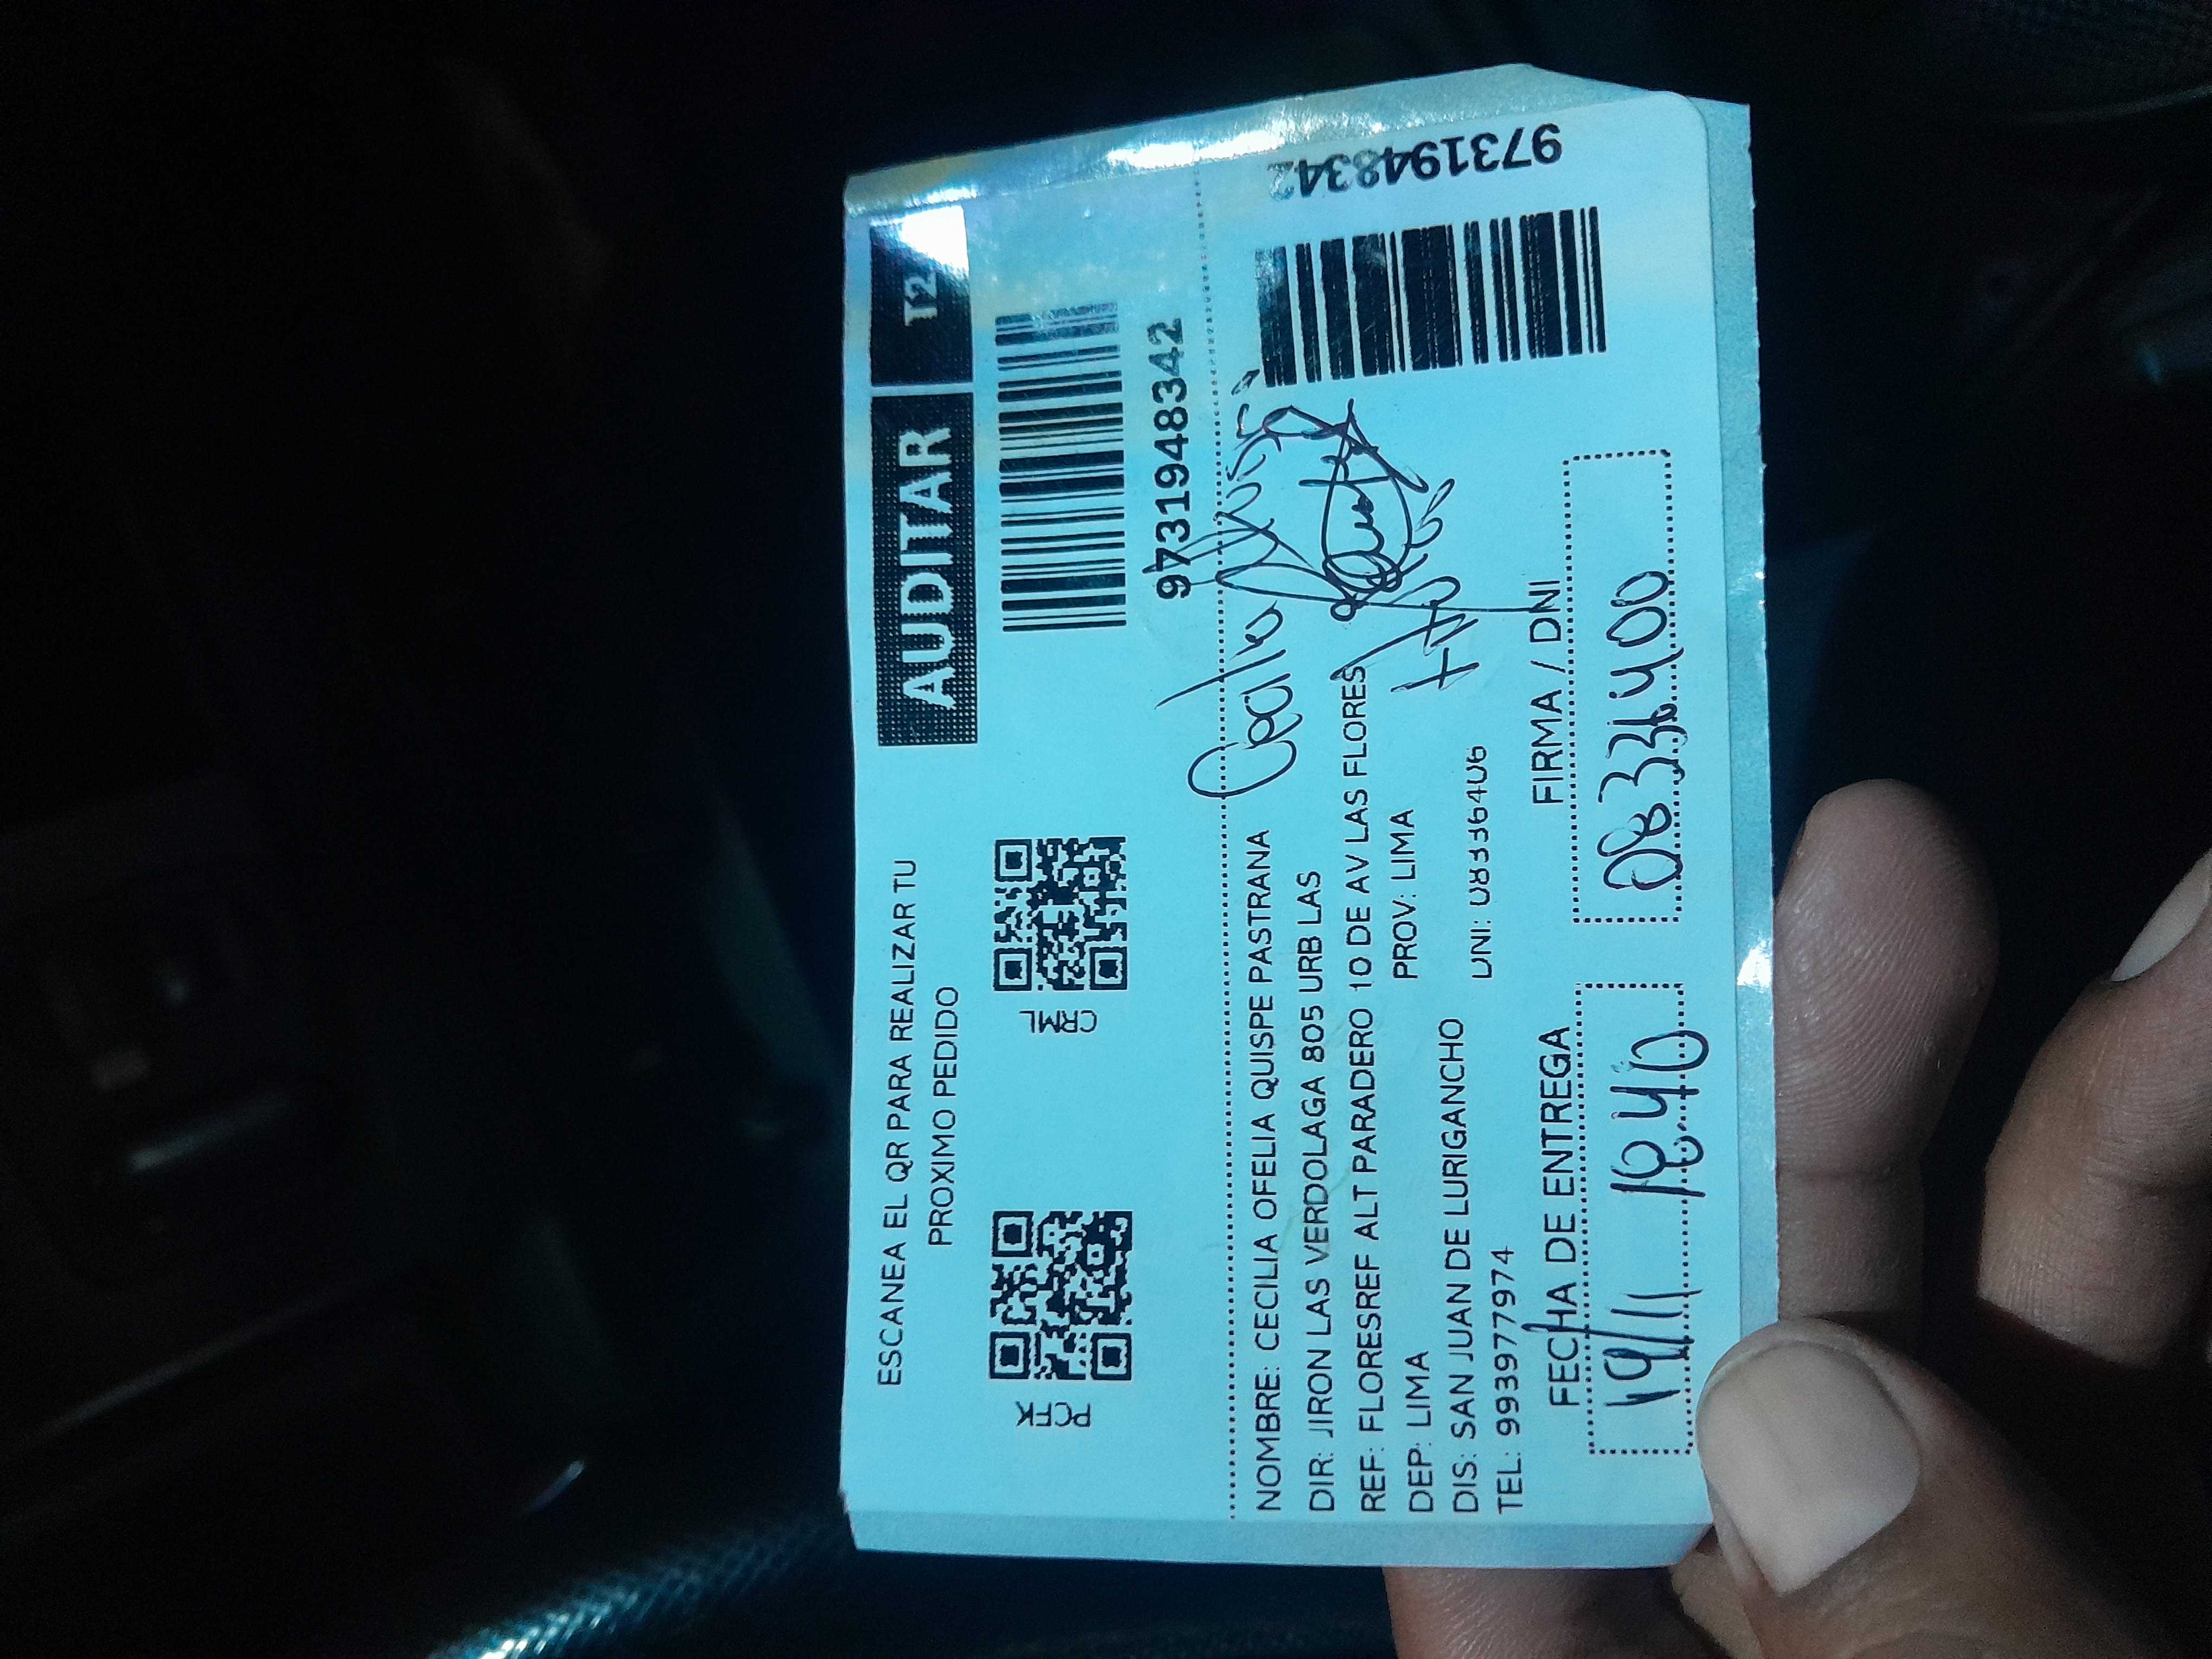 ESCANEA EL QR PARA REALIZAR TU
PROXIMO PEDIDO
AUDITAR T2
PCFK
CRML
9731948342
NOMBRE: CECILIA OFELIA QUISPE PASTRANA
DIR: JIRON LAS VERDOLAGA 805 URB LAS
REF: FLORESREF ALT PARADERO 10 DE AV LAS FLORES
DEP: LIMA PROV: LIMA
DIS: SAN JUAN DE LURIGANCHO
TEL: 993977974 DNI: 08336406
9731948342
FECHA DE ENTREGA FIRMA / DNI
19/11 18:40